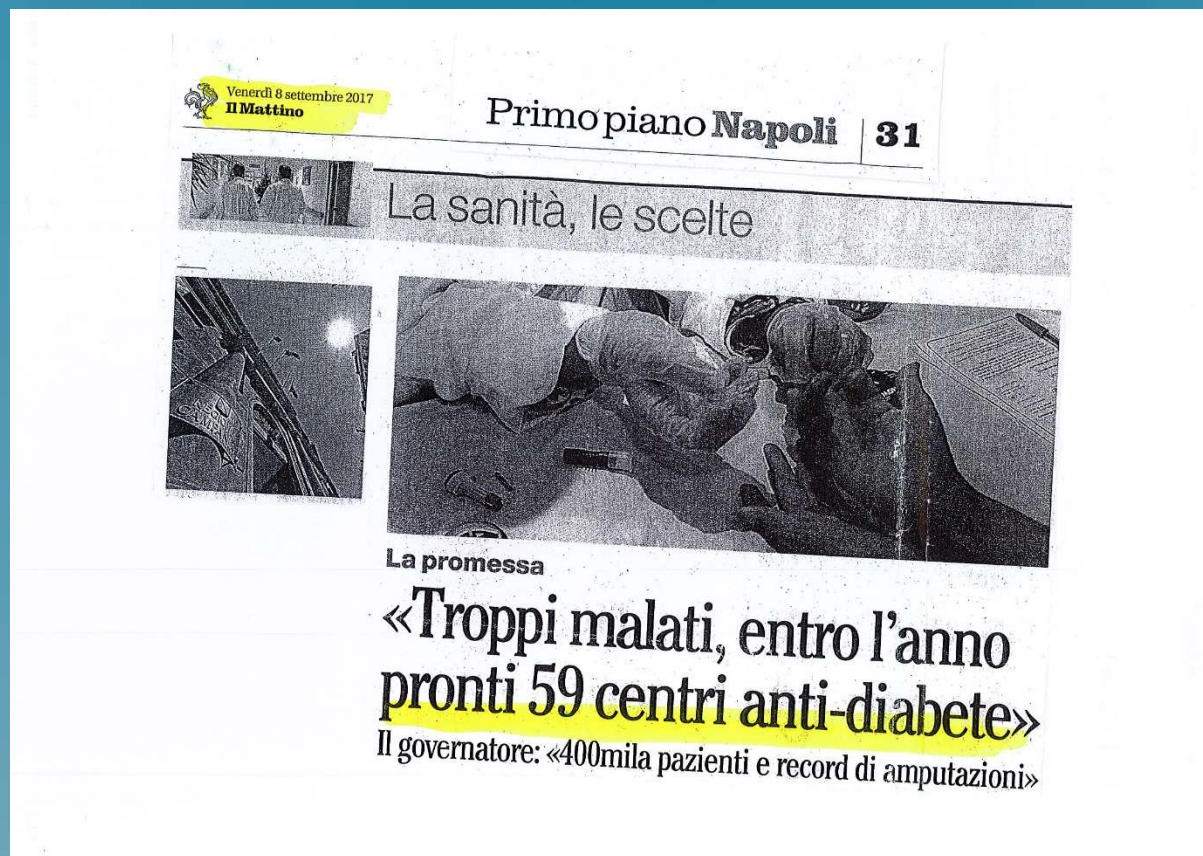 Venerdì 8 settembre 2017
Il Mattino
Primo piano Napoli | 31
La sanità, le scelte
La promessa
«Troppi malati, entro l'anno
pronti 59 centri anti-diabete»
Il governatore: «400mila pazienti e record di amputazioni»